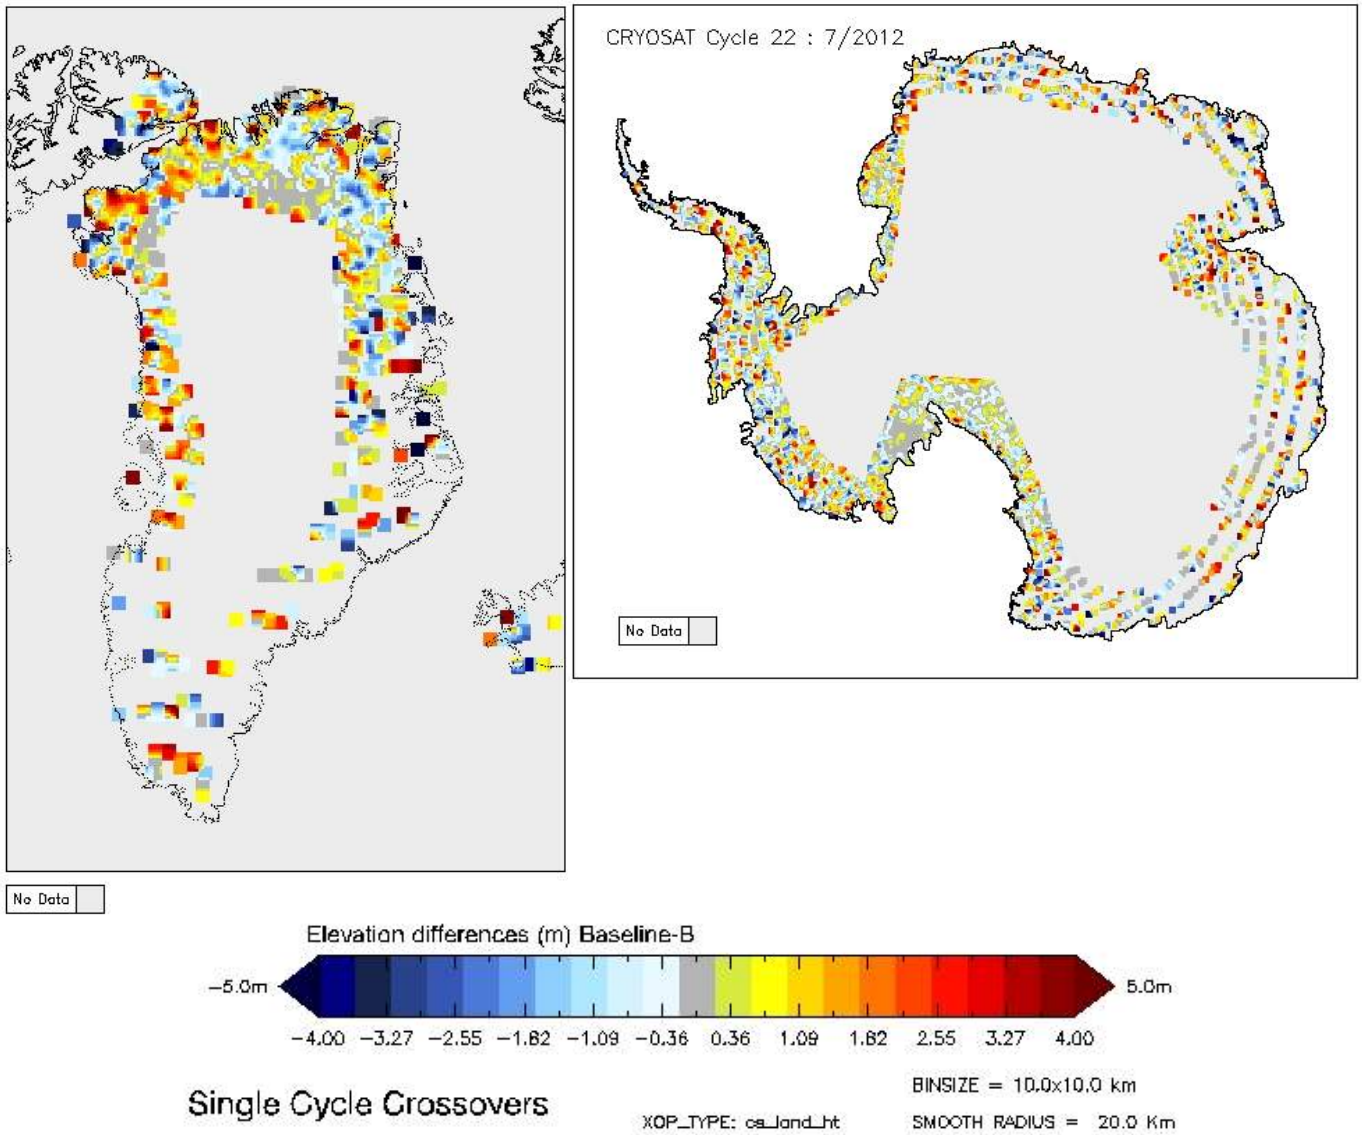 CRYOSAT Cycle 22 : 7/2012
No Data
No Data
Elevation differences (m) Baseline-B
-5.0m
5.0m
-4.00 -3.27 -2.55 -1.82 -1.09 -0.36 0.36 1.09 1.82 2.55 3.27 4.00
Single Cycle Crossovers
XOP_TYPE: cs_land_ht
BINSIZE = 10.0x10.0 km
SMOOTH RADIUS = 20.0 Km